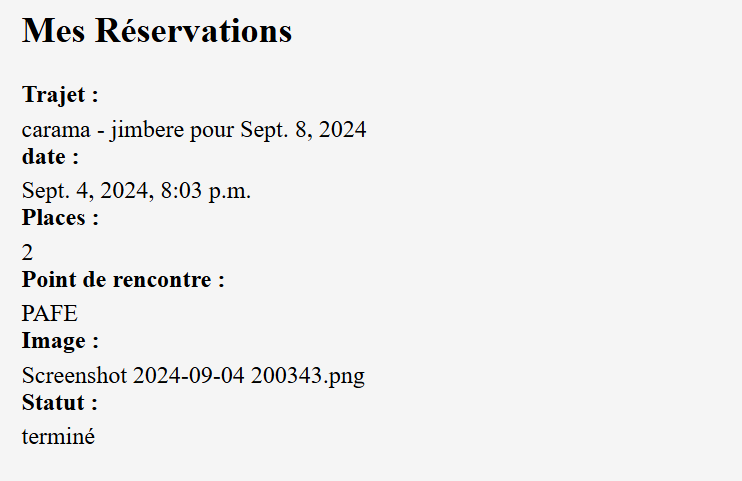 Mes Réservations
Trajet :
carama - jimbere pour Sept. 8, 2024
date :
Sept. 4, 2024, 8:03 p.m.
Places :
2
Point de rencontre :
PAFE
Image :
Screenshot 2024-09-04 200343.png
Statut :
terminé